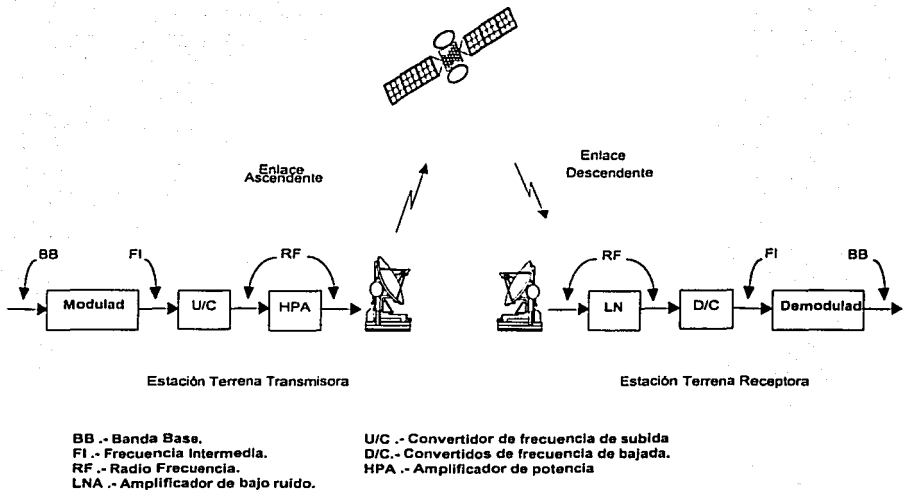 Enlace
Ascendente
Enlace
Descendente
BB
FI
RF
RF
FI
BB
Modulad
U/C
HPA
LN
D/C
Demodulad
Estación Terrena Transmisora
Estación Terrena Receptora
BB .- Banda Base.
FI .- Frecuencia Intermedia.
RF .- Radio Frecuencia.
LNA .- Amplificador de bajo ruido.
U/C .- Convertidor de frecuencia de subida
D/C.- Convertidos de frecuencia de bajada.
HPA .- Amplificador de potencia